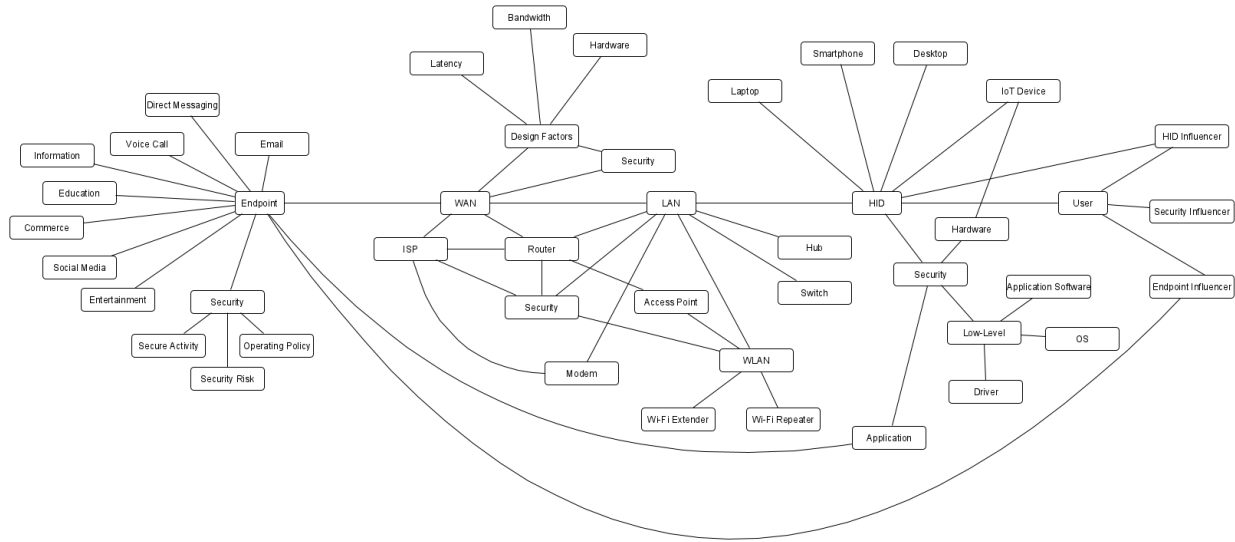 Bandwidth
Hardware
Latency
Smartphone
Desktop
Laptop
IoT Device
Direct Messaging
Voice Call
Email
Design Factors
HID Influencer
Information
Security
Education
Endpoint
WAN
LAN
HID
User
Security Influencer
Commerce
Hardware
ISP
Router
Hub
Social Media
Security
Entertainment
Security
Security
Access Point
Switch
Application Software
Endpoint Influencer
Low-Level
OS
Secure Activity
Operating Policy
Security Risk
Modem
WLAN
Driver
Wi-Fi Extender
Wi-Fi Repeater
Application